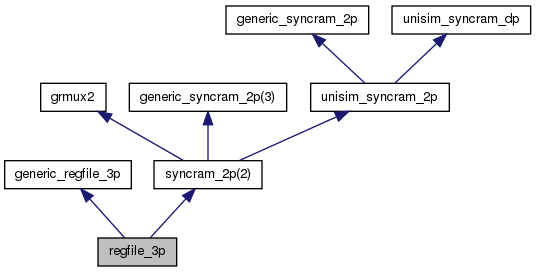 generic_syncram_2p
unisim_syncram_dp
grmux2
generic_syncram_2p(3)
unisim_syncram_2p
generic_regfile_3p
syncram_2p(2)
regfile_3p